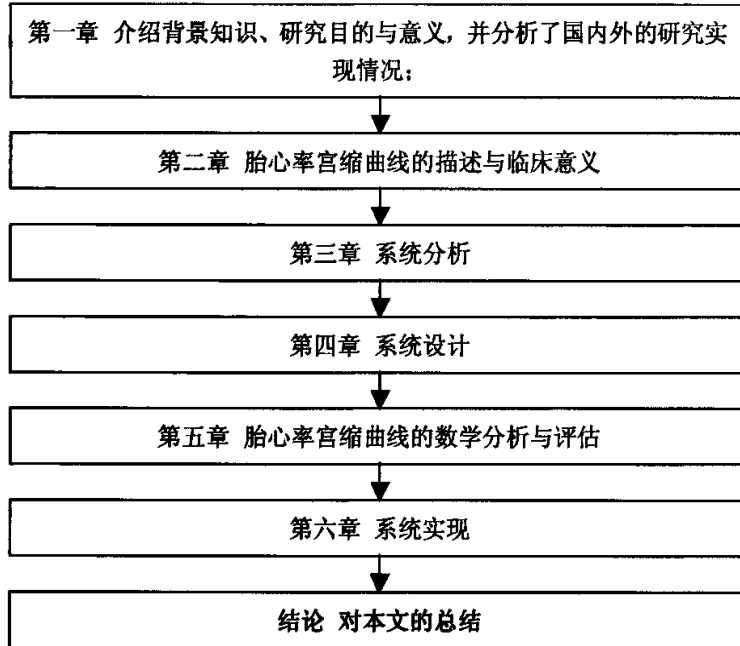 第一章 介绍背景知识、研究目的与意义，并分析了国内外的研究实
现情况；
第二章 胎心率宫缩曲线的描述与临床意义
第三章 系统分析
第四章 系统设计
第五章 胎心率宫缩曲线的数学分析与评估
第六章 系统实现
结论 对本文的总结